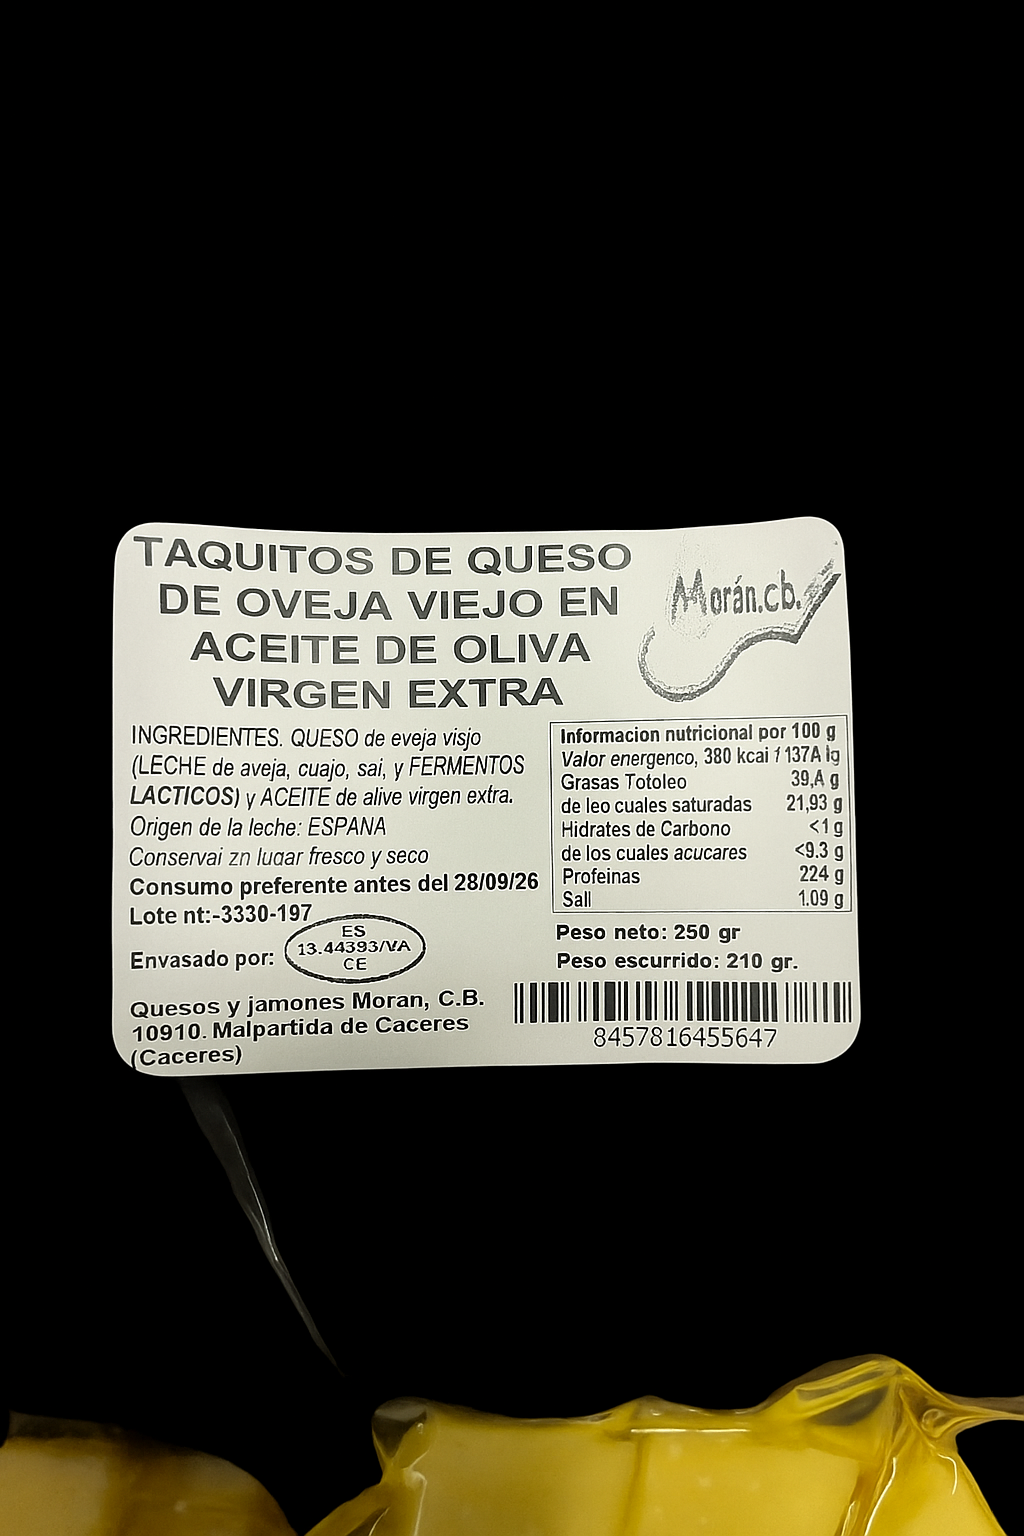 TAQUITOS DE QUESO
DE OVEJA VIEJO EN
ACEITE DE OLIVA
VIRGEN EXTRA
Morán.cb.
INGREDIENTES. QUESO de eveja visjo
(LECHE de aveja, cuajo, sai, y FERMENTOS
LACTICOS) y ACEITE de alive virgen extra.
Origen de la leche: ESPANA
Conservai zn lugar fresco y seco
Consumo preferente antes del 28/09/26
Lote nt:-3330-197
Envasado por:
ES
13.44393/VA
CE
Quesos y jamones Moran, C.B.
10910. Malpartida de Caceres
(Caceres)
Informacion nutricional por 100 g
Valor energenco, 380 kcai / 137A lg
Grasas Totoleo 39,A g
de leo cuales saturadas 21,93 g
Hidrates de Carbono <1 g
de los cuales acucares <9.3 g
Profeinas 224 g
Sall 1.09 g
Peso neto: 250 gr
Peso escurrido: 210 gr.
8457816455647